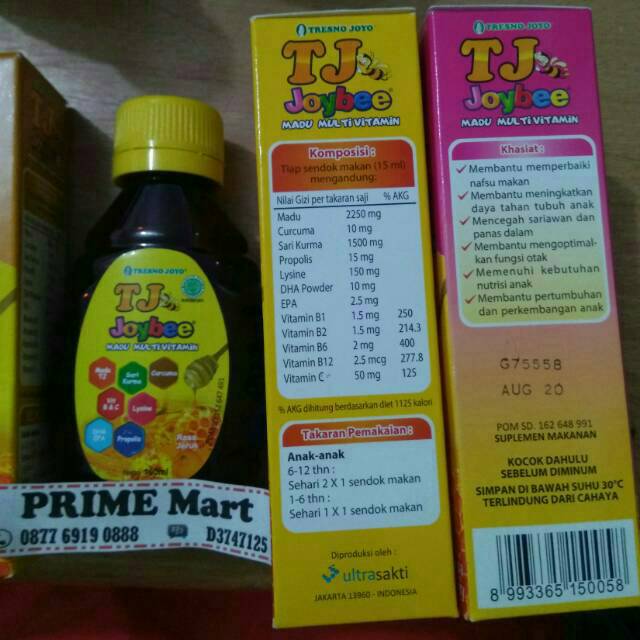 TRESNO JOYO
TJ
Joybee
MADU MULTIVITAMIN
Madu
TJ
Sari
Kurma
Curcuma
Vit
B & C
Lysine
DHA
EPA
Propolis
Rasa
Jeruk
PRIME Mart
0877 6919 0888
D3747125
TRESNO JOYO
TJ
Joybee
MADU MULTIVITAMIN
Komposisi :
Tiap sendok makan (15 ml)
mengandung:
Nilai Gizi per takaran saji % AKG
Madu 2250 mg
Curcuma 10 mg
Sari Kurma 1500 mg
Propolis 15 mg
Lysine 150 mg
DHA Powder 10 mg
EPA 2.5 mg
Vitamin B1 1.5 mg 250
Vitamin B2 1.5 mg 214.3
Vitamin B6 2 mg 400
Vitamin B12 2.5 mcg 277.8
Vitamin C 50 mg 125
% AKG dihitung berdasarkan diet 1125 kalori
Takaran Pemakaian :
Anak-anak
6-12 thn :
Sehari 2 X 1 sendok makan
1-6 thn :
Sehari 1 X 1 sendok makan
Diproduksi oleh :
ultrasakti
JAKARTA 13960 - INDONESIA
TRESNO JOYO
TJ
Joybee
MADU MULTIVITAMIN
Khasiat :
Membantu memperbaiki
nafsu makan
Membantu meningkatkan
daya tahan tubuh anak
Mencegah sariawan dan
panas dalam
Membantu mengoptimal-
kan fungsi otak
Memenuhi kebutuhan
nutrisi anak
Membantu pertumbuhan
dan perkembangan anak
G75558
AUG 20
POM SD. 162 648 991
SUPLEMEN MAKANAN
KOCOK DAHULU
SEBELUM DIMINUM
SIMPAN DI BAWAH SUHU 30°C
TERLINDUNG DARI CAHAYA
8 993365 150058